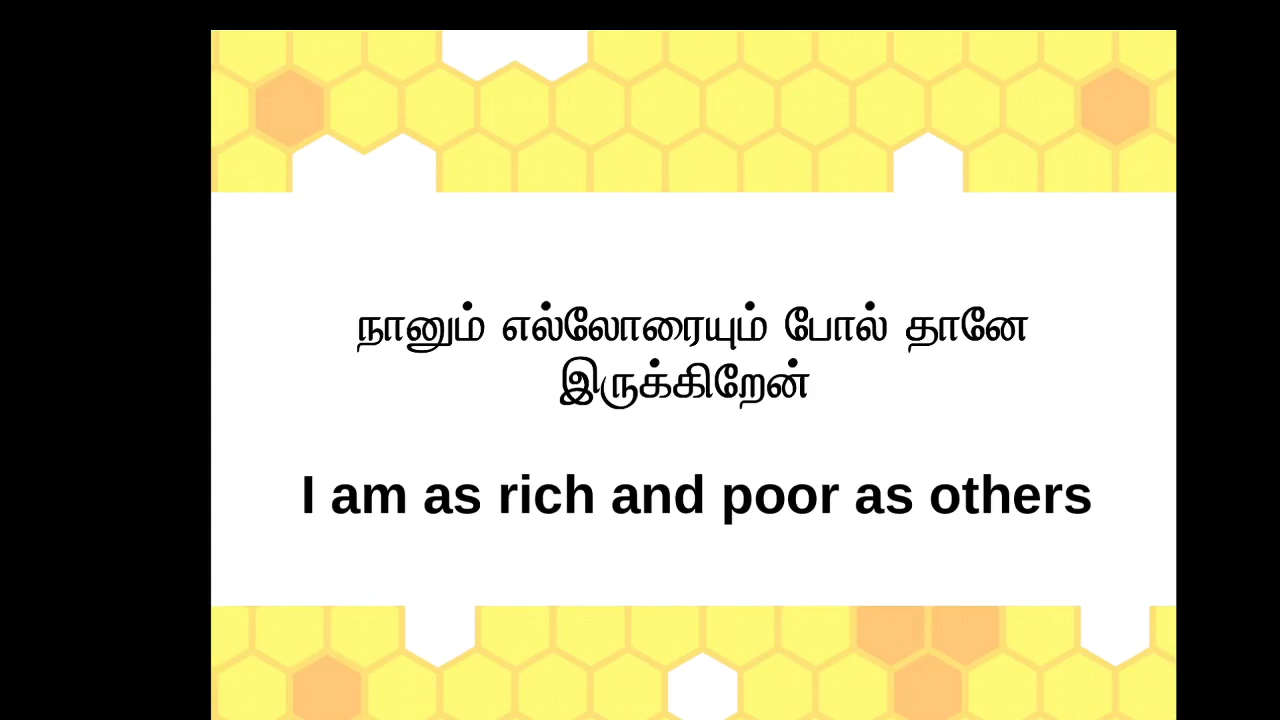 நானும் எல்லோரையும் போல் தானே
இருக்கிறேன்
I am as rich and poor as others